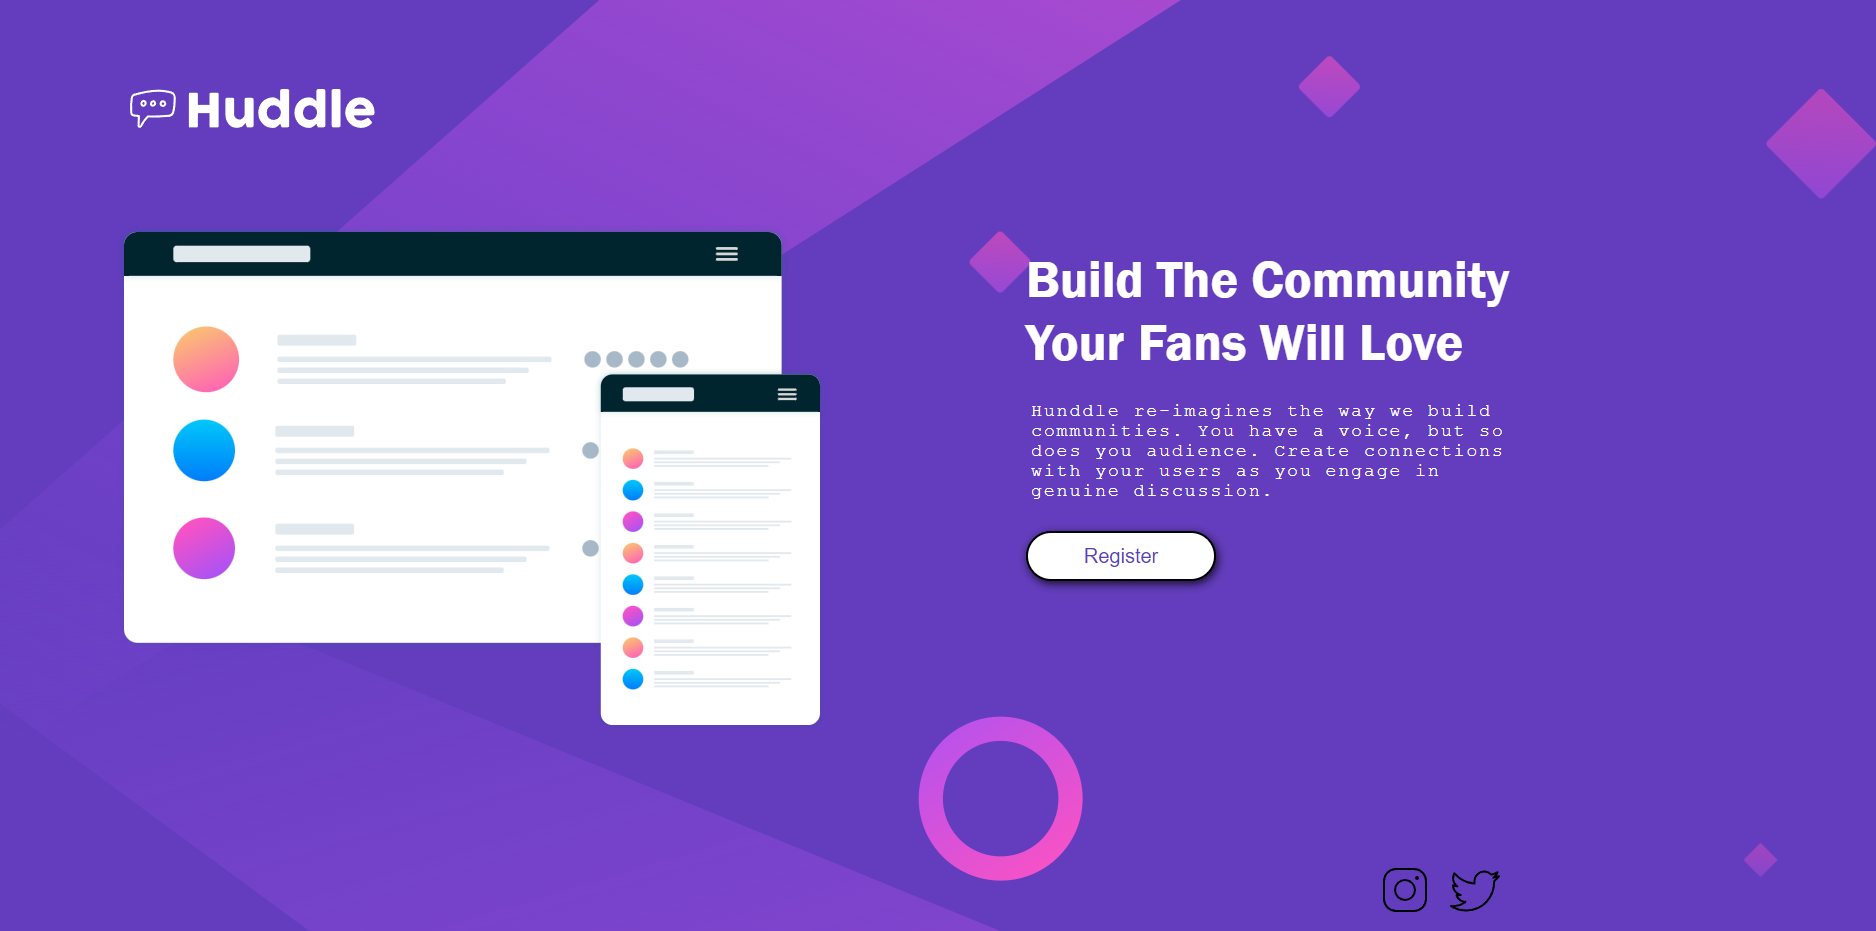 Huddle
Build The Community
Your Fans Will Love
Hunddle re-imagines the way we build
communities. You have a voice, but so
does you audience. Create connections
with your users as you engage in
genuine discussion.
Register